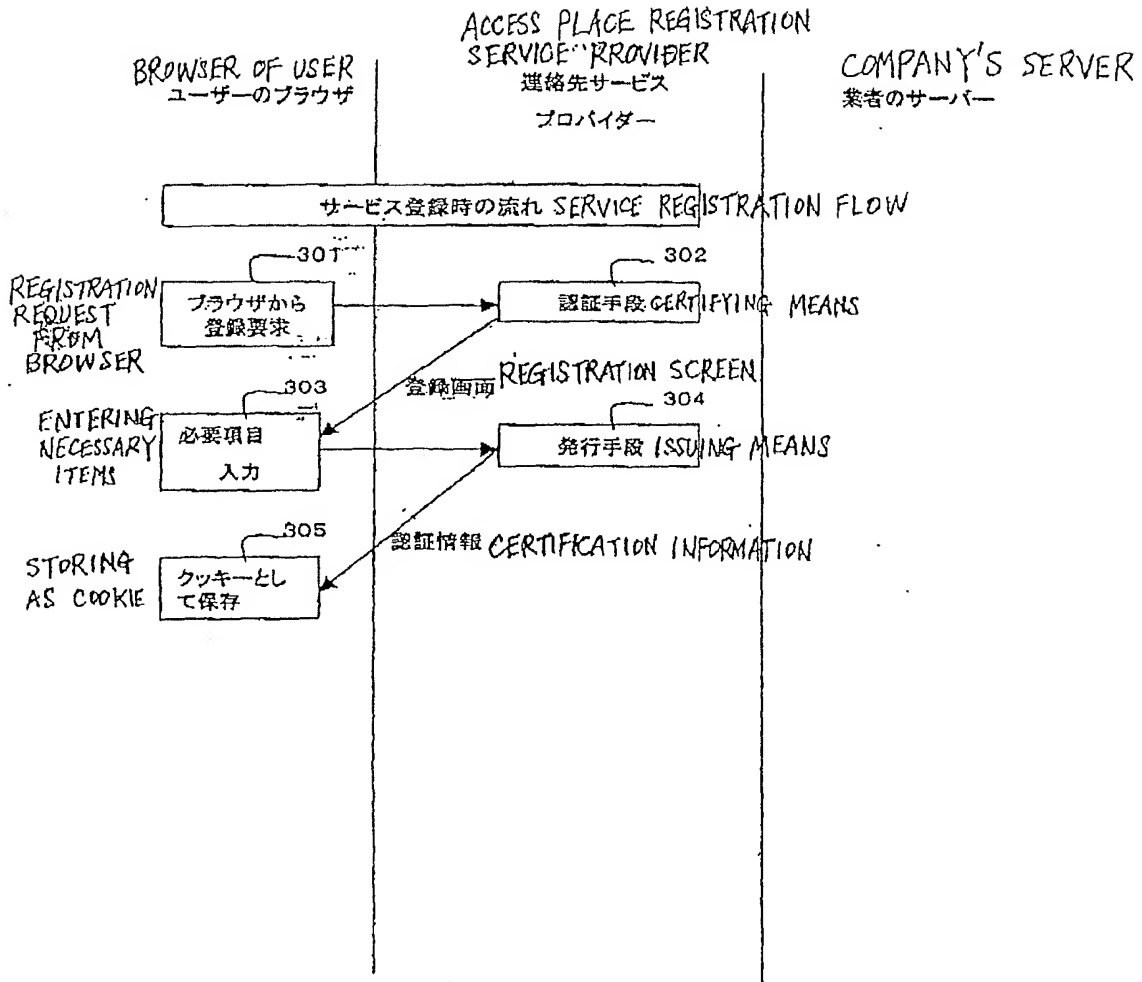 ACCESS PLACE REGISTRATION
SERVICE PROVIDER
連絡先サービス
プロバイダー
BROWSER OF USER
ユーザーのブラウザ
COMPANY'S SERVER
業者のサーバー
サービス登録時の流れ SERVICE REGISTRATION FLOW
301
302
REGISTRATION
REQUEST
FROM
BROWSER
ブラウザから
登録要求
認証手段 CERTIFYING MEANS
登録画面 REGISTRATION SCREEN
303
304
ENTERING
NECESSARY
ITEMS
必要項目
入力
発行手段 ISSUING MEANS
305
認証情報 CERTIFICATION INFORMATION
STORING
AS COOKIE
クッキーとし
て保存